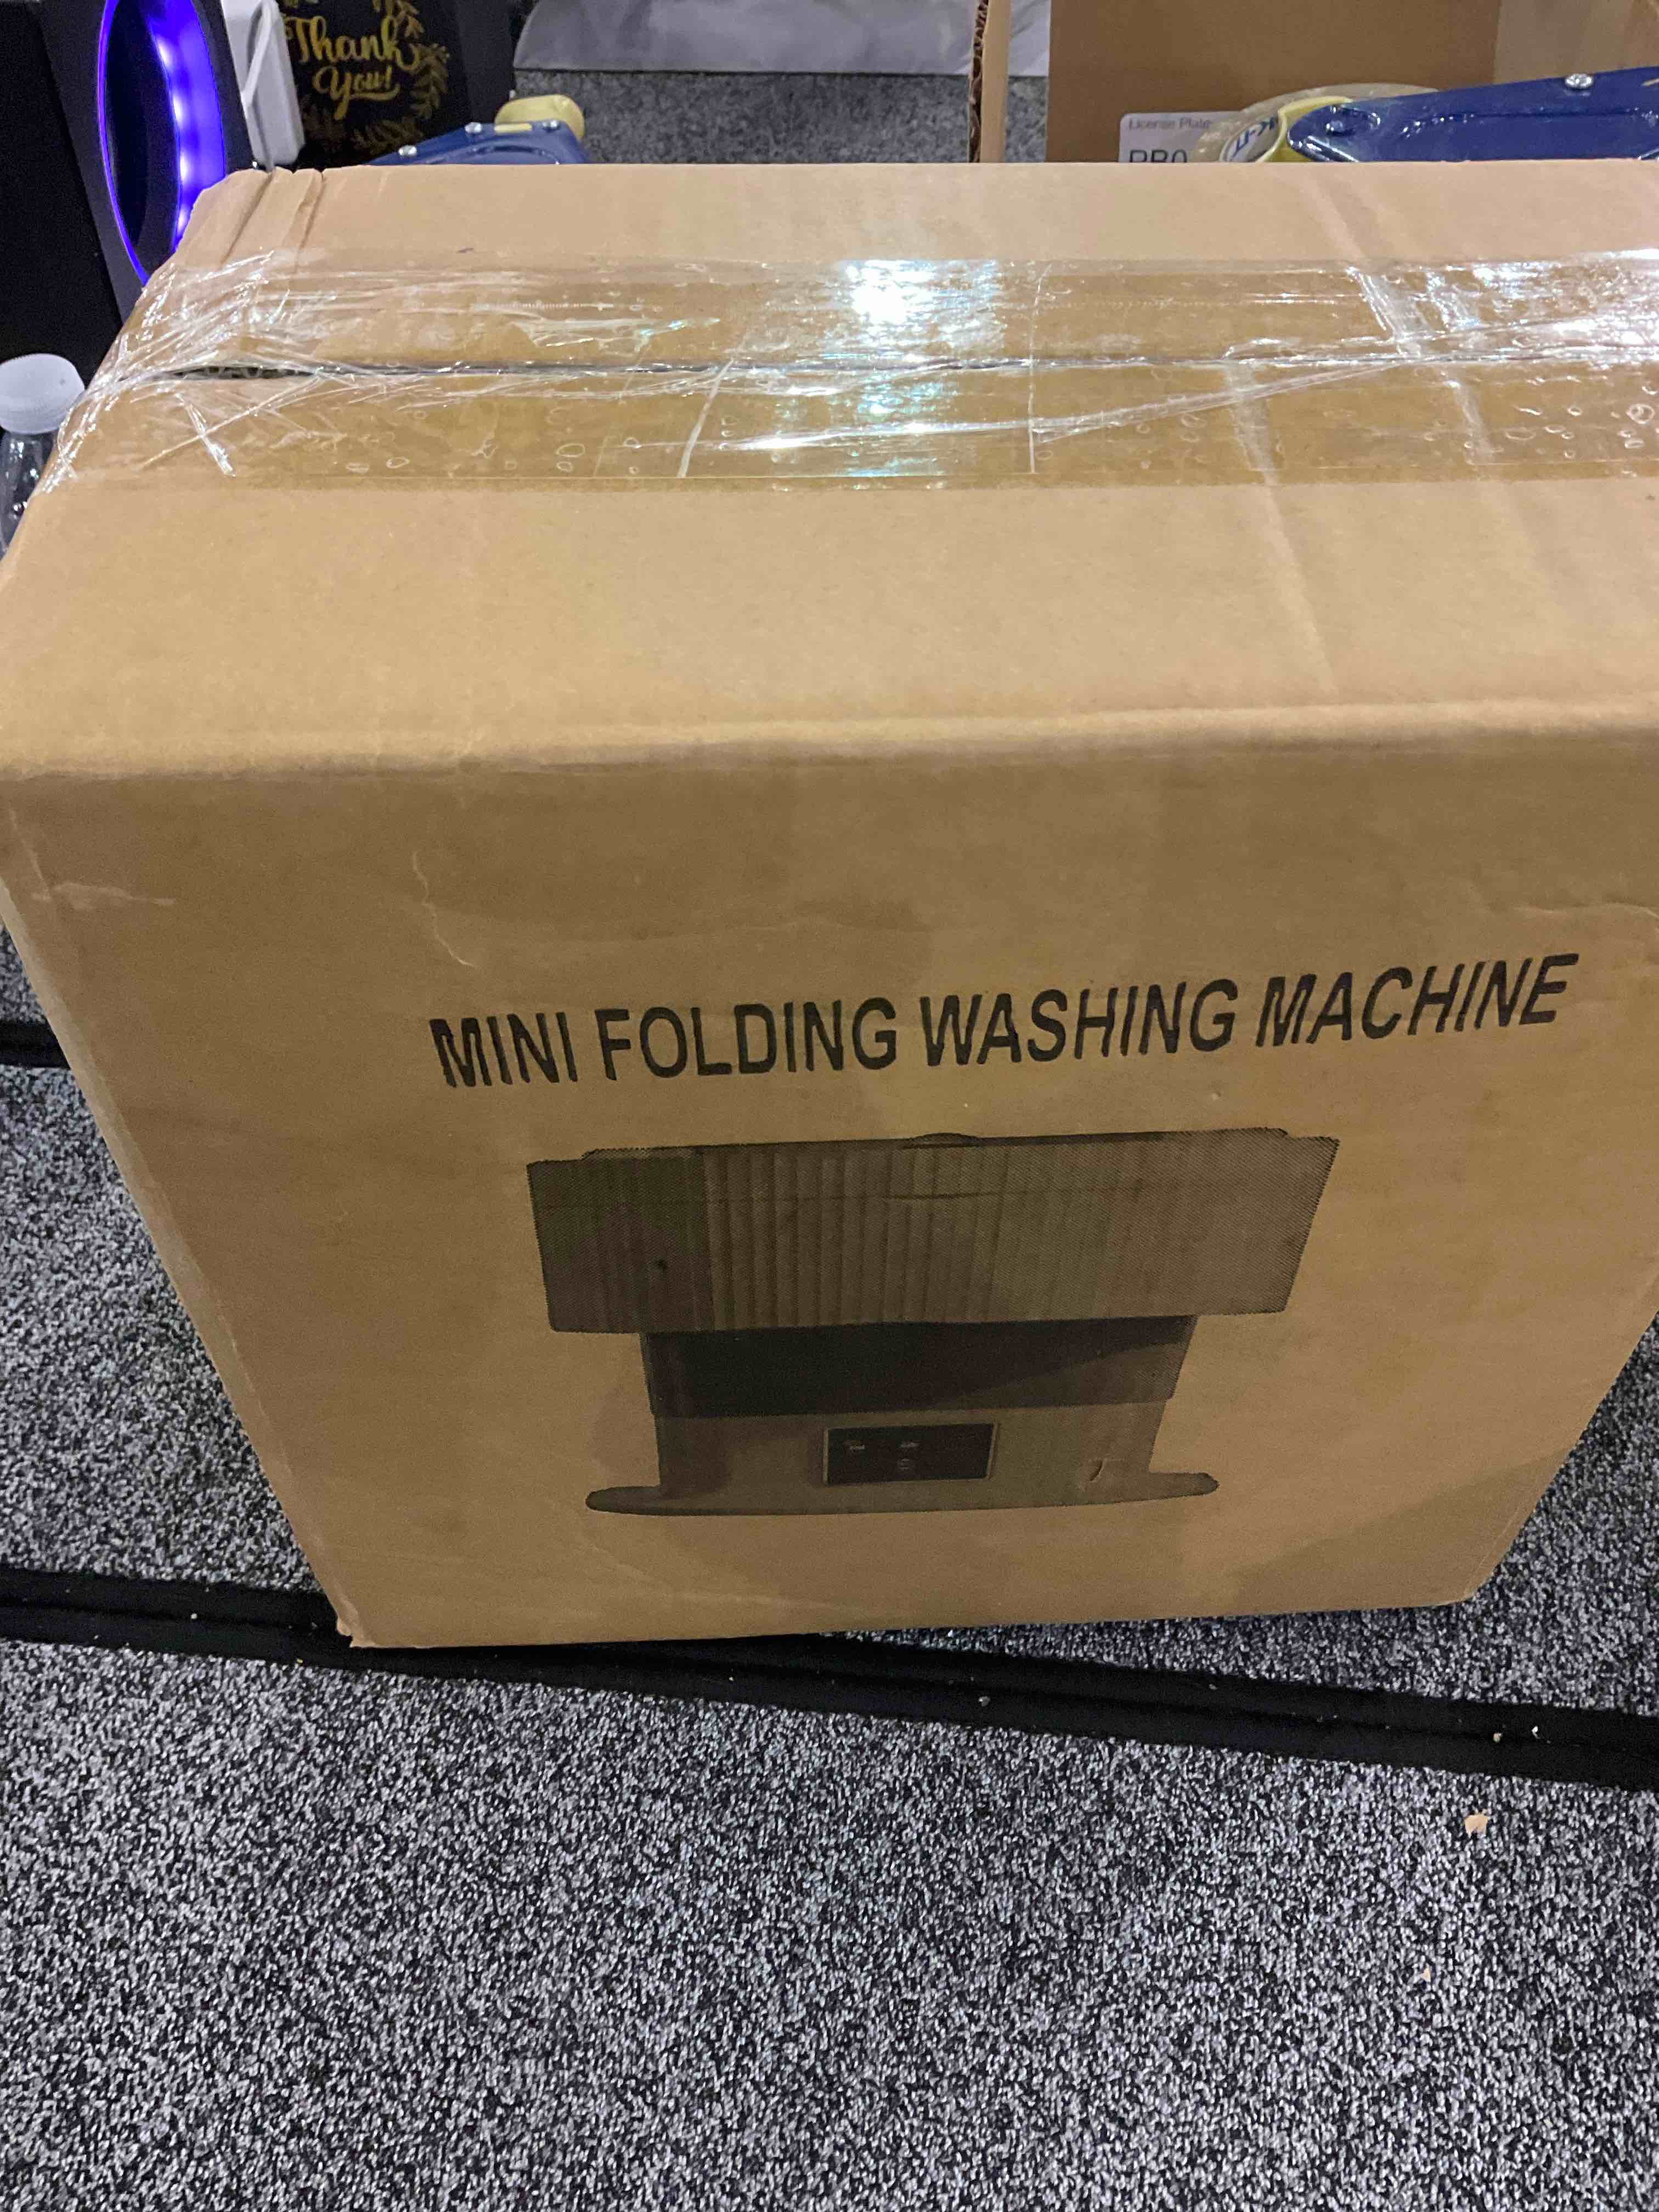 Thank
You!
License Plate
MINI FOLDING WASHING MACHINE